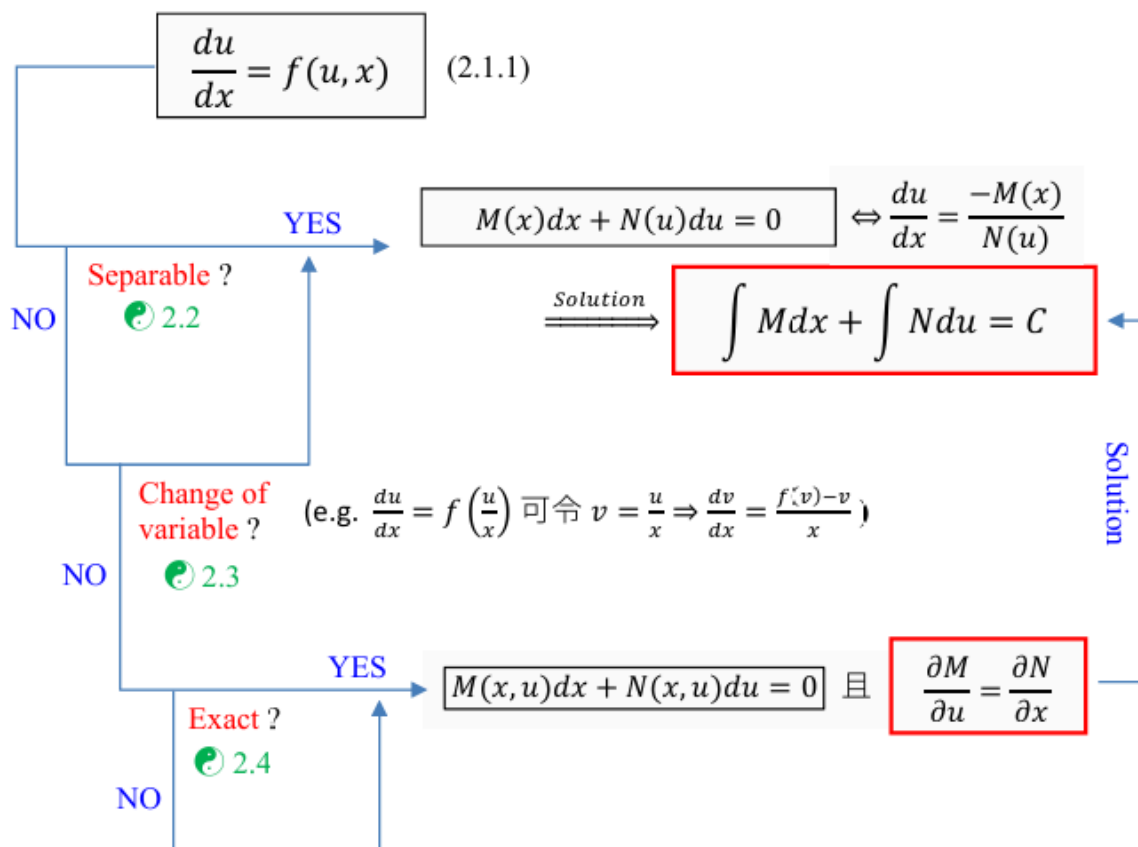 du/dx = f(u, x) (2.1.1)
YES
M(x)dx + N(u)du = 0 ⇔ du/dx = -M(x)/N(u)
Separable ?
NO
☯ 2.2
Solution ⟹ ∫ Mdx + ∫ Ndu = C
Solution
Change of
variable ?
(e.g. du/dx = f(u/x) 可令 v = u/x ⇒ dv/dx = f(v)−v/x )
NO
☯ 2.3
YES
M(x, u)dx + N(x, u)du = 0 且 ∂M/∂u = ∂N/∂x
Exact ?
☯ 2.4
NO